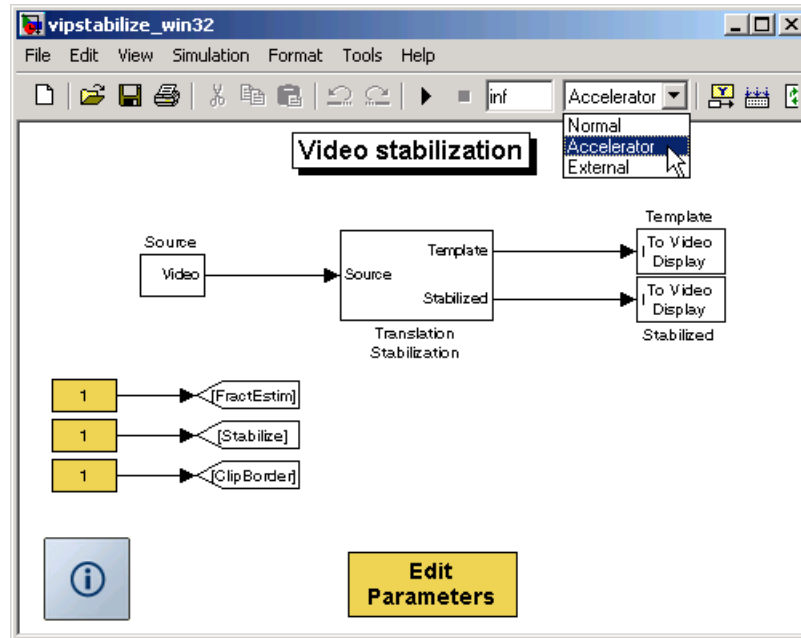 vipstabilize_win32
File Edit View Simulation Format Tools Help
inf Accelerator
Normal
Accelerator
External
Video stabilization
Source
Video
Source
Template
Stabilized
Translation
Stabilization
Template
I To Video
Display
I To Video
Display
Stabilized
1 [FractEstim]
1 [Stabilize]
1 [ClipBorder]
i
Edit
Parameters